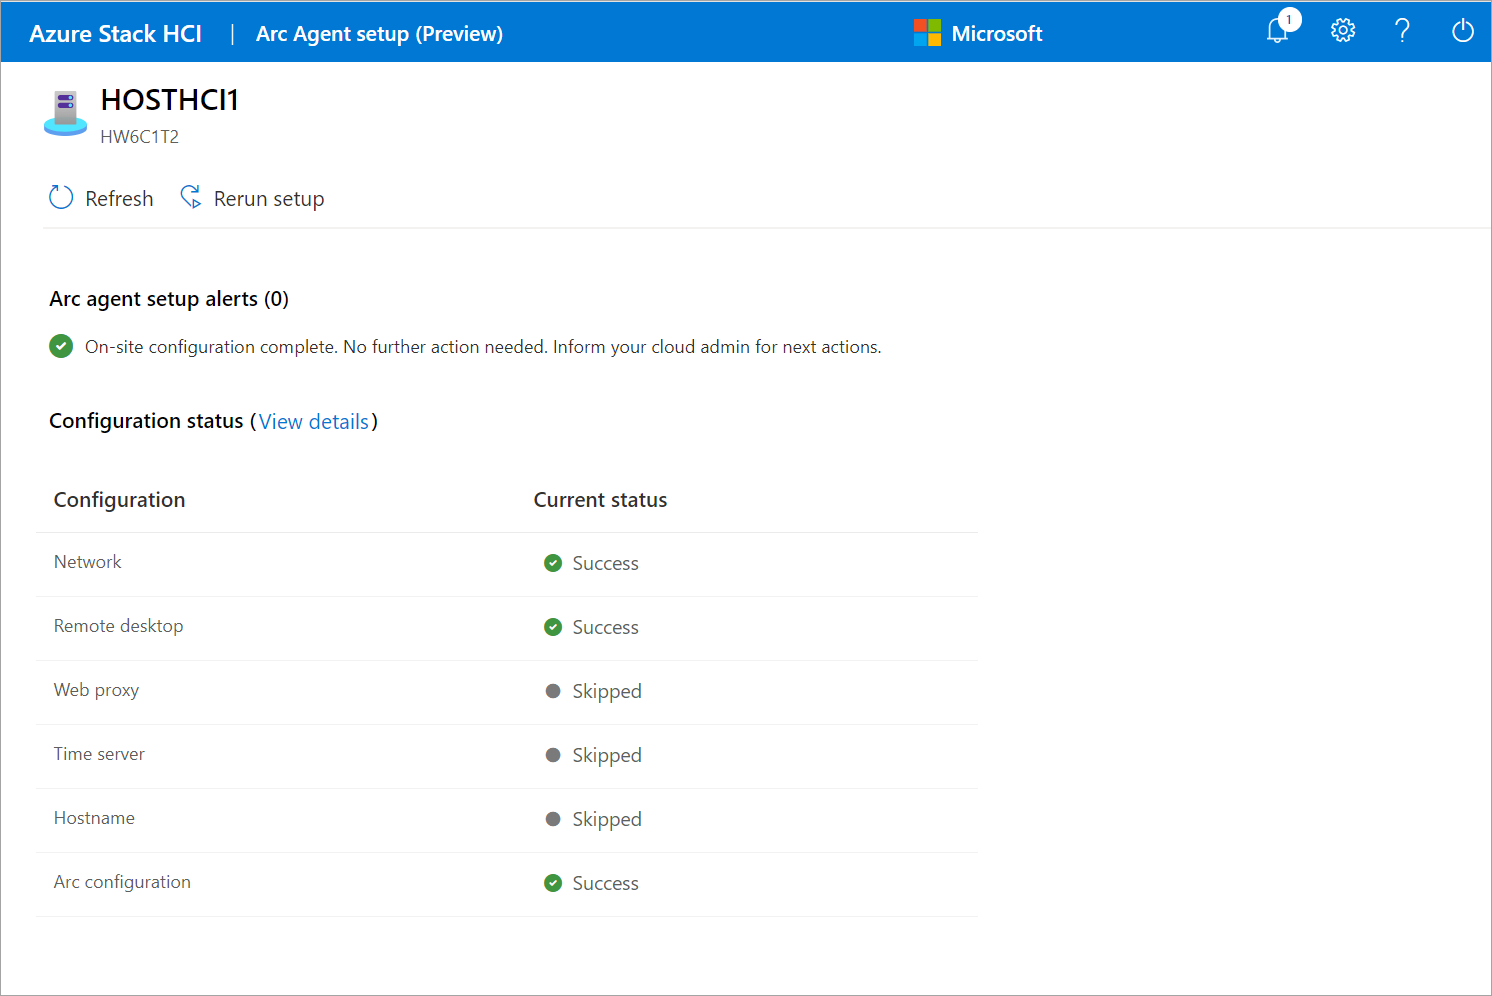 Azure Stack HCI | Arc Agent setup (Preview)
Microsoft
1
HOSTHCI1
HW6C1T2
Refresh Rerun setup
Arc agent setup alerts (0)
On-site configuration complete. No further action needed. Inform your cloud admin for next actions.
Configuration status (View details)
Configuration Current status
Network Success
Remote desktop Success
Web proxy Skipped
Time server Skipped
Hostname Skipped
Arc configuration Success